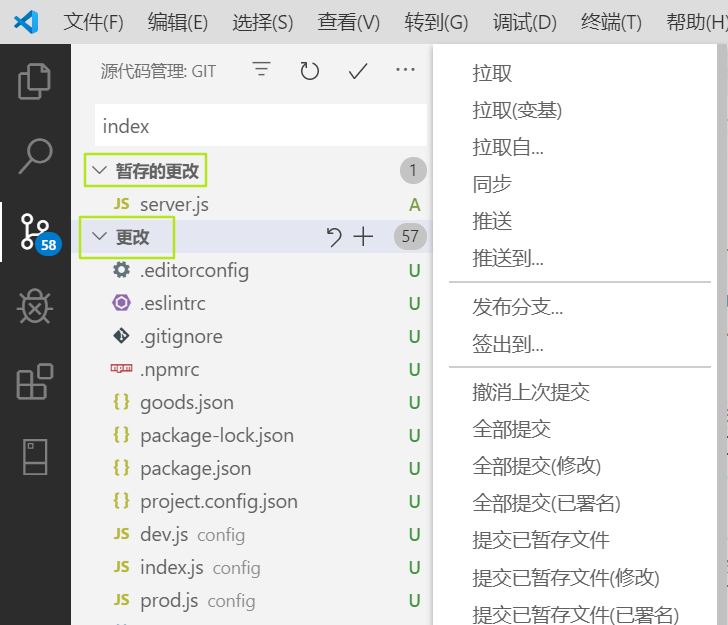 文件(F) 编辑(E) 选择(S) 查看(V) 转到(G) 调试(D) 终端(T) 帮助(H)
源代码管理: GIT
index
暂存的更改 1
JS server.js A
更改 57
.editorconfig U
.eslintrc U
.gitignore U
npm .npmrc U
{} goods.json U
{} package-lock.json U
{} package.json U
{} project.config.json U
JS dev.js config U
JS index.js config U
JS prod.js config U
58
拉取
拉取(变基)
拉取自...
同步
推送
推送到...
发布分支...
签出到...
撤消上次提交
全部提交
全部提交(修改)
全部提交(已署名)
提交已暂存文件
提交已暂存文件(修改)
提交已暂存文件(已署名)